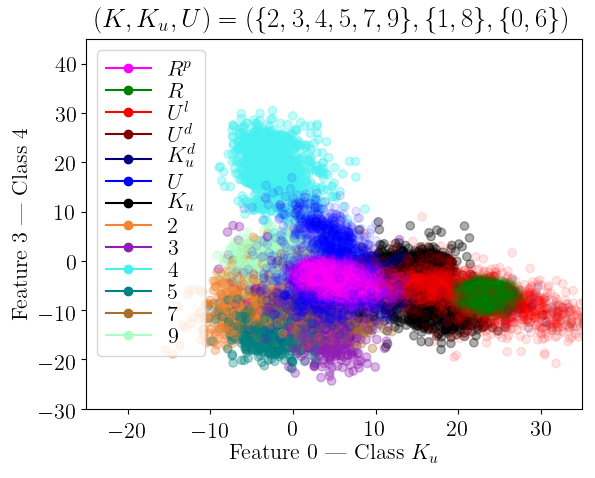 (K, K_u, U) = ({2, 3, 4, 5, 7, 9}, {1, 8}, {0, 6})
Feature 3 — Class 4
40
30
20
10
0
−10
−20
−30
R^p
R
U^l
U^d
K_u^d
U
K_u
2
3
4
5
7
9
−20
−10
0
10
20
30
Feature 0 — Class K_u